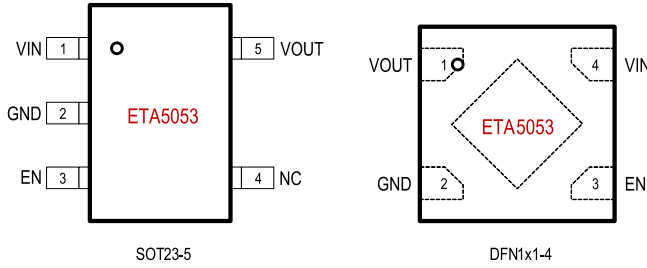 VIN 1 5 VOUT
GND 2 ETA5053
EN 3 4 NC
SOT23-5
VOUT 1 4 VIN
ETA5053
GND 2 3 EN
DFN1x1-4